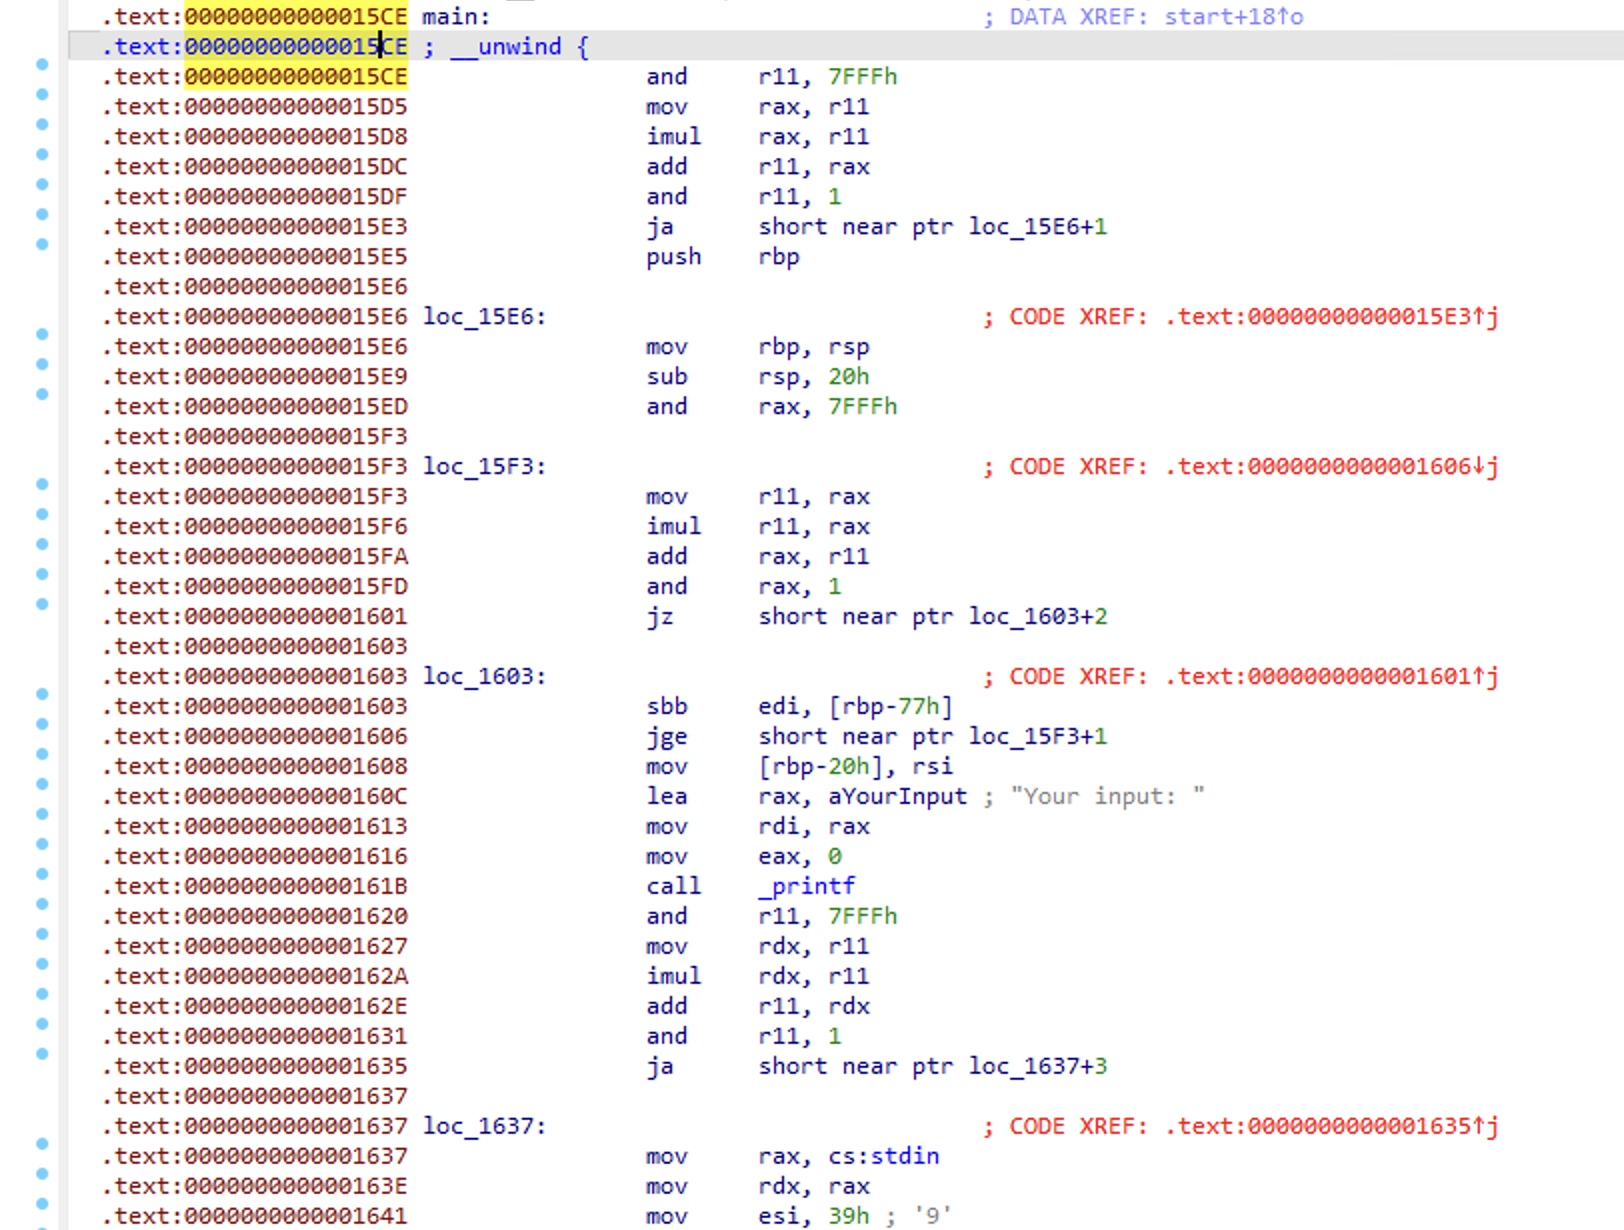 .text:00000000000015CE main: ; DATA XREF: start+18↑o
.text:00000000000015CE ; __unwind {
.text:00000000000015CE and r11, 7FFFh
.text:00000000000015D5 mov rax, r11
.text:00000000000015D8 imul rax, r11
.text:00000000000015DC add r11, rax
.text:00000000000015DF and r11, 1
.text:00000000000015E3 ja short near ptr loc_15E6+1
.text:00000000000015E5 push rbp
.text:00000000000015E6
.text:00000000000015E6 loc_15E6: ; CODE XREF: .text:00000000000015E3↑j
.text:00000000000015E6 mov rbp, rsp
.text:00000000000015E9 sub rsp, 20h
.text:00000000000015ED and rax, 7FFFh
.text:00000000000015F3
.text:00000000000015F3 loc_15F3: ; CODE XREF: .text:0000000000001606↓j
.text:00000000000015F3 mov r11, rax
.text:00000000000015F6 imul r11, rax
.text:00000000000015FA add rax, r11
.text:00000000000015FD and rax, 1
.text:0000000000001601 jz short near ptr loc_1603+2
.text:0000000000001603
.text:0000000000001603 loc_1603: ; CODE XREF: .text:0000000000001601↑j
.text:0000000000001603 sbb edi, [rbp-77h]
.text:0000000000001606 jge short near ptr loc_15F3+1
.text:0000000000001608 mov [rbp-20h], rsi
.text:000000000000160C lea rax, aYourInput ; "Your input: "
.text:0000000000001613 mov rdi, rax
.text:0000000000001616 mov eax, 0
.text:000000000000161B call _printf
.text:0000000000001620 and r11, 7FFFh
.text:0000000000001627 mov rdx, r11
.text:000000000000162A imul rdx, r11
.text:000000000000162E add r11, rdx
.text:0000000000001631 and r11, 1
.text:0000000000001635 ja short near ptr loc_1637+3
.text:0000000000001637
.text:0000000000001637 loc_1637: ; CODE XREF: .text:0000000000001635↑j
.text:0000000000001637 mov rax, cs:stdin
.text:000000000000163E mov rdx, rax
.text:0000000000001641 mov esi, 39h ; '9'